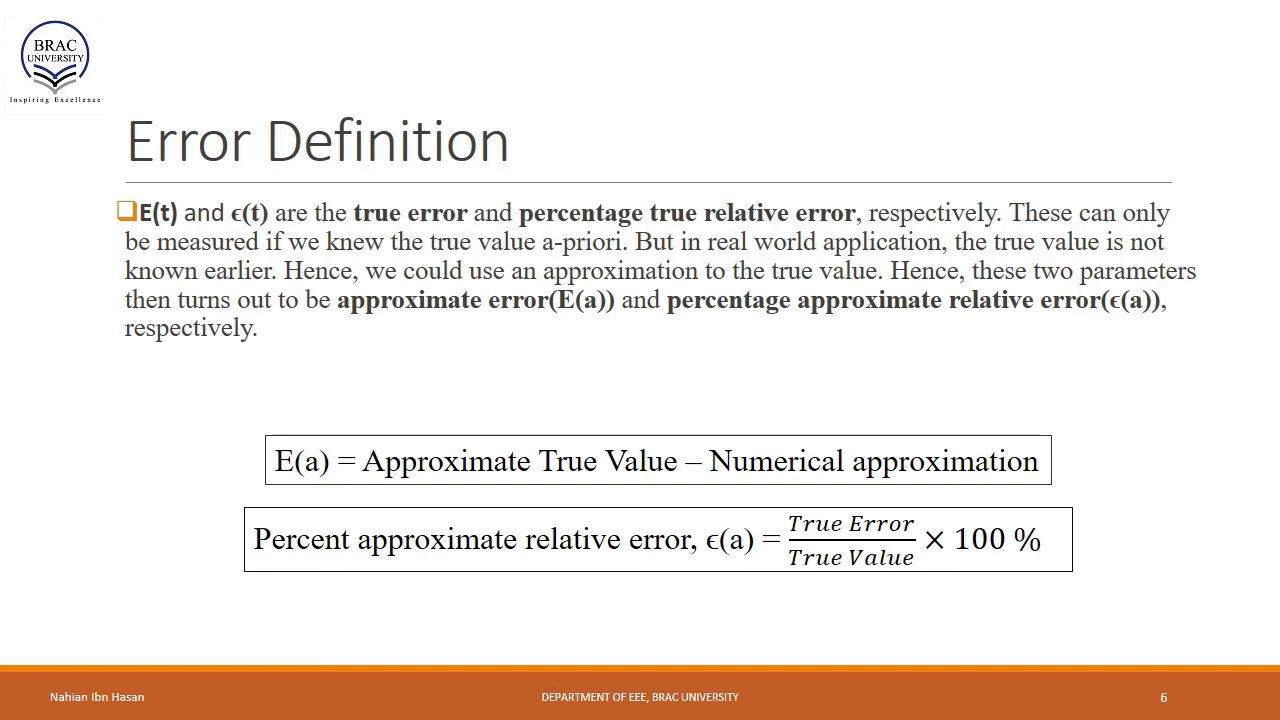 BRAC
UNIVERSITY
Inspiring Excellence
Error Definition
❑E(t) and ϵ(t) are the true error and percentage true relative error, respectively. These can only
be measured if we knew the true value a-priori. But in real world application, the true value is not
known earlier. Hence, we could use an approximation to the true value. Hence, these two parameters
then turns out to be approximate error(E(a)) and percentage approximate relative error(ϵ(a)),
respectively.
E(a) = Approximate True Value – Numerical approximation
Percent approximate relative error, ϵ(a) = True Error / True Value × 100 %
Nahian Ibn Hasan
DEPARTMENT OF EEE, BRAC UNIVERSITY
6